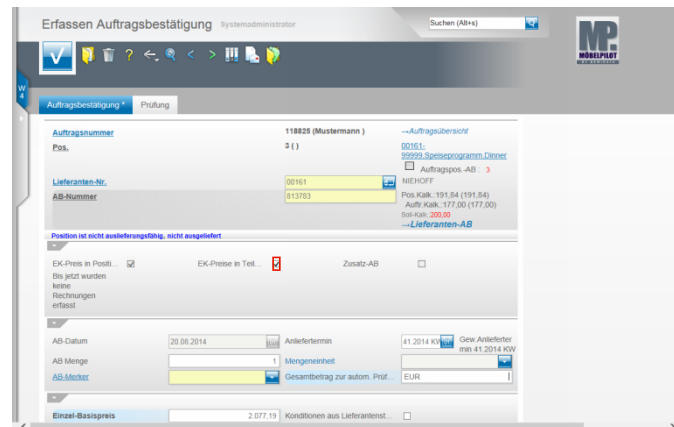 Erfassen Auftragsbestätigung Systemadministrator
Suchen (Alt+s)
MP
MÖBELPILOT
W
4
Auftragsbestätigung * Prüfung
Auftragsnummer 118825 (Mustermann ) →Auftragsübersicht
Pos. 3 ( ) 00161-
99999.Speiseprogramm.Dinner
Auftragspos.-AB : 3
Lieferanten-Nr. 00161 NIEHOFF
AB-Nummer 813783 Pos.Kalk.:191,84 (191,84)
Auftr.Kalk.:177,00 (177,00)
Soll-Kalk.:200,00
→Lieferanten-AB
Position ist nicht auslieferungsfähig, nicht ausgeliefert
EK-Preis in Positi... EK-Preise in Teil... Zusatz-AB
Bis jetzt wurden
keine
Rechnungen
erfasst
AB-Datum 20.08.2014 Anliefertermin 41.2014 KW Gew.Anlieferter
min 41.2014 KW
AB Menge 1 Mengeneinheit
AB-Merker Gesamtbetrag zur autom. Prüf... EUR
Einzel-Basispreis 2.077,19 Konditionen aus Lieferantenst...